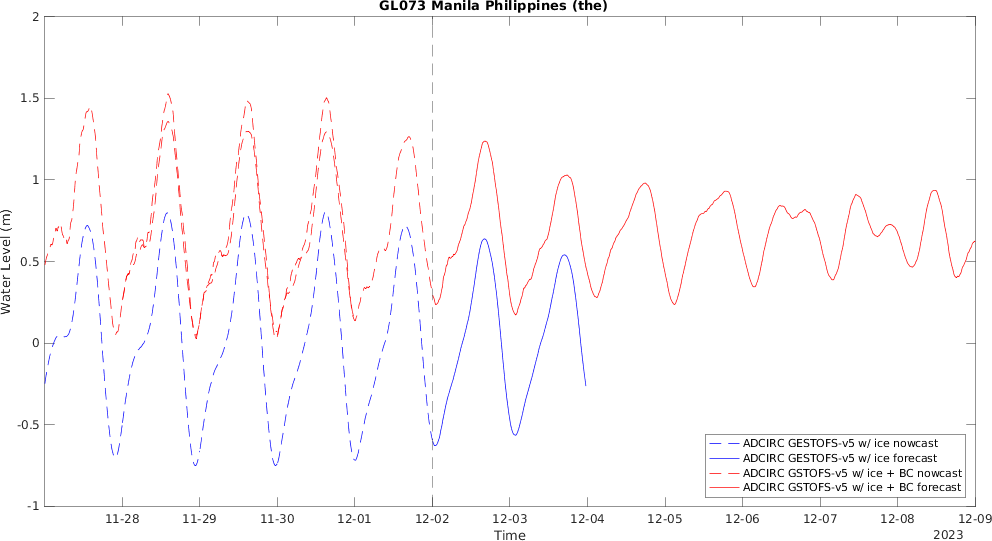 GL073 Manila Philippines (the)
2
1.5
1
0.5
0
-0.5
-1
Water Level (m)
11-28 11-29 11-30 12-01 12-02 12-03 12-04 12-05 12-06 12-07 12-08 12-09
Time
2023
ADCIRC GESTOFS-v5 w/ ice nowcast
ADCIRC GESTOFS-v5 w/ ice forecast
ADCIRC GSTOFS-v5 w/ ice + BC nowcast
ADCIRC GSTOFS-v5 w/ ice + BC forecast